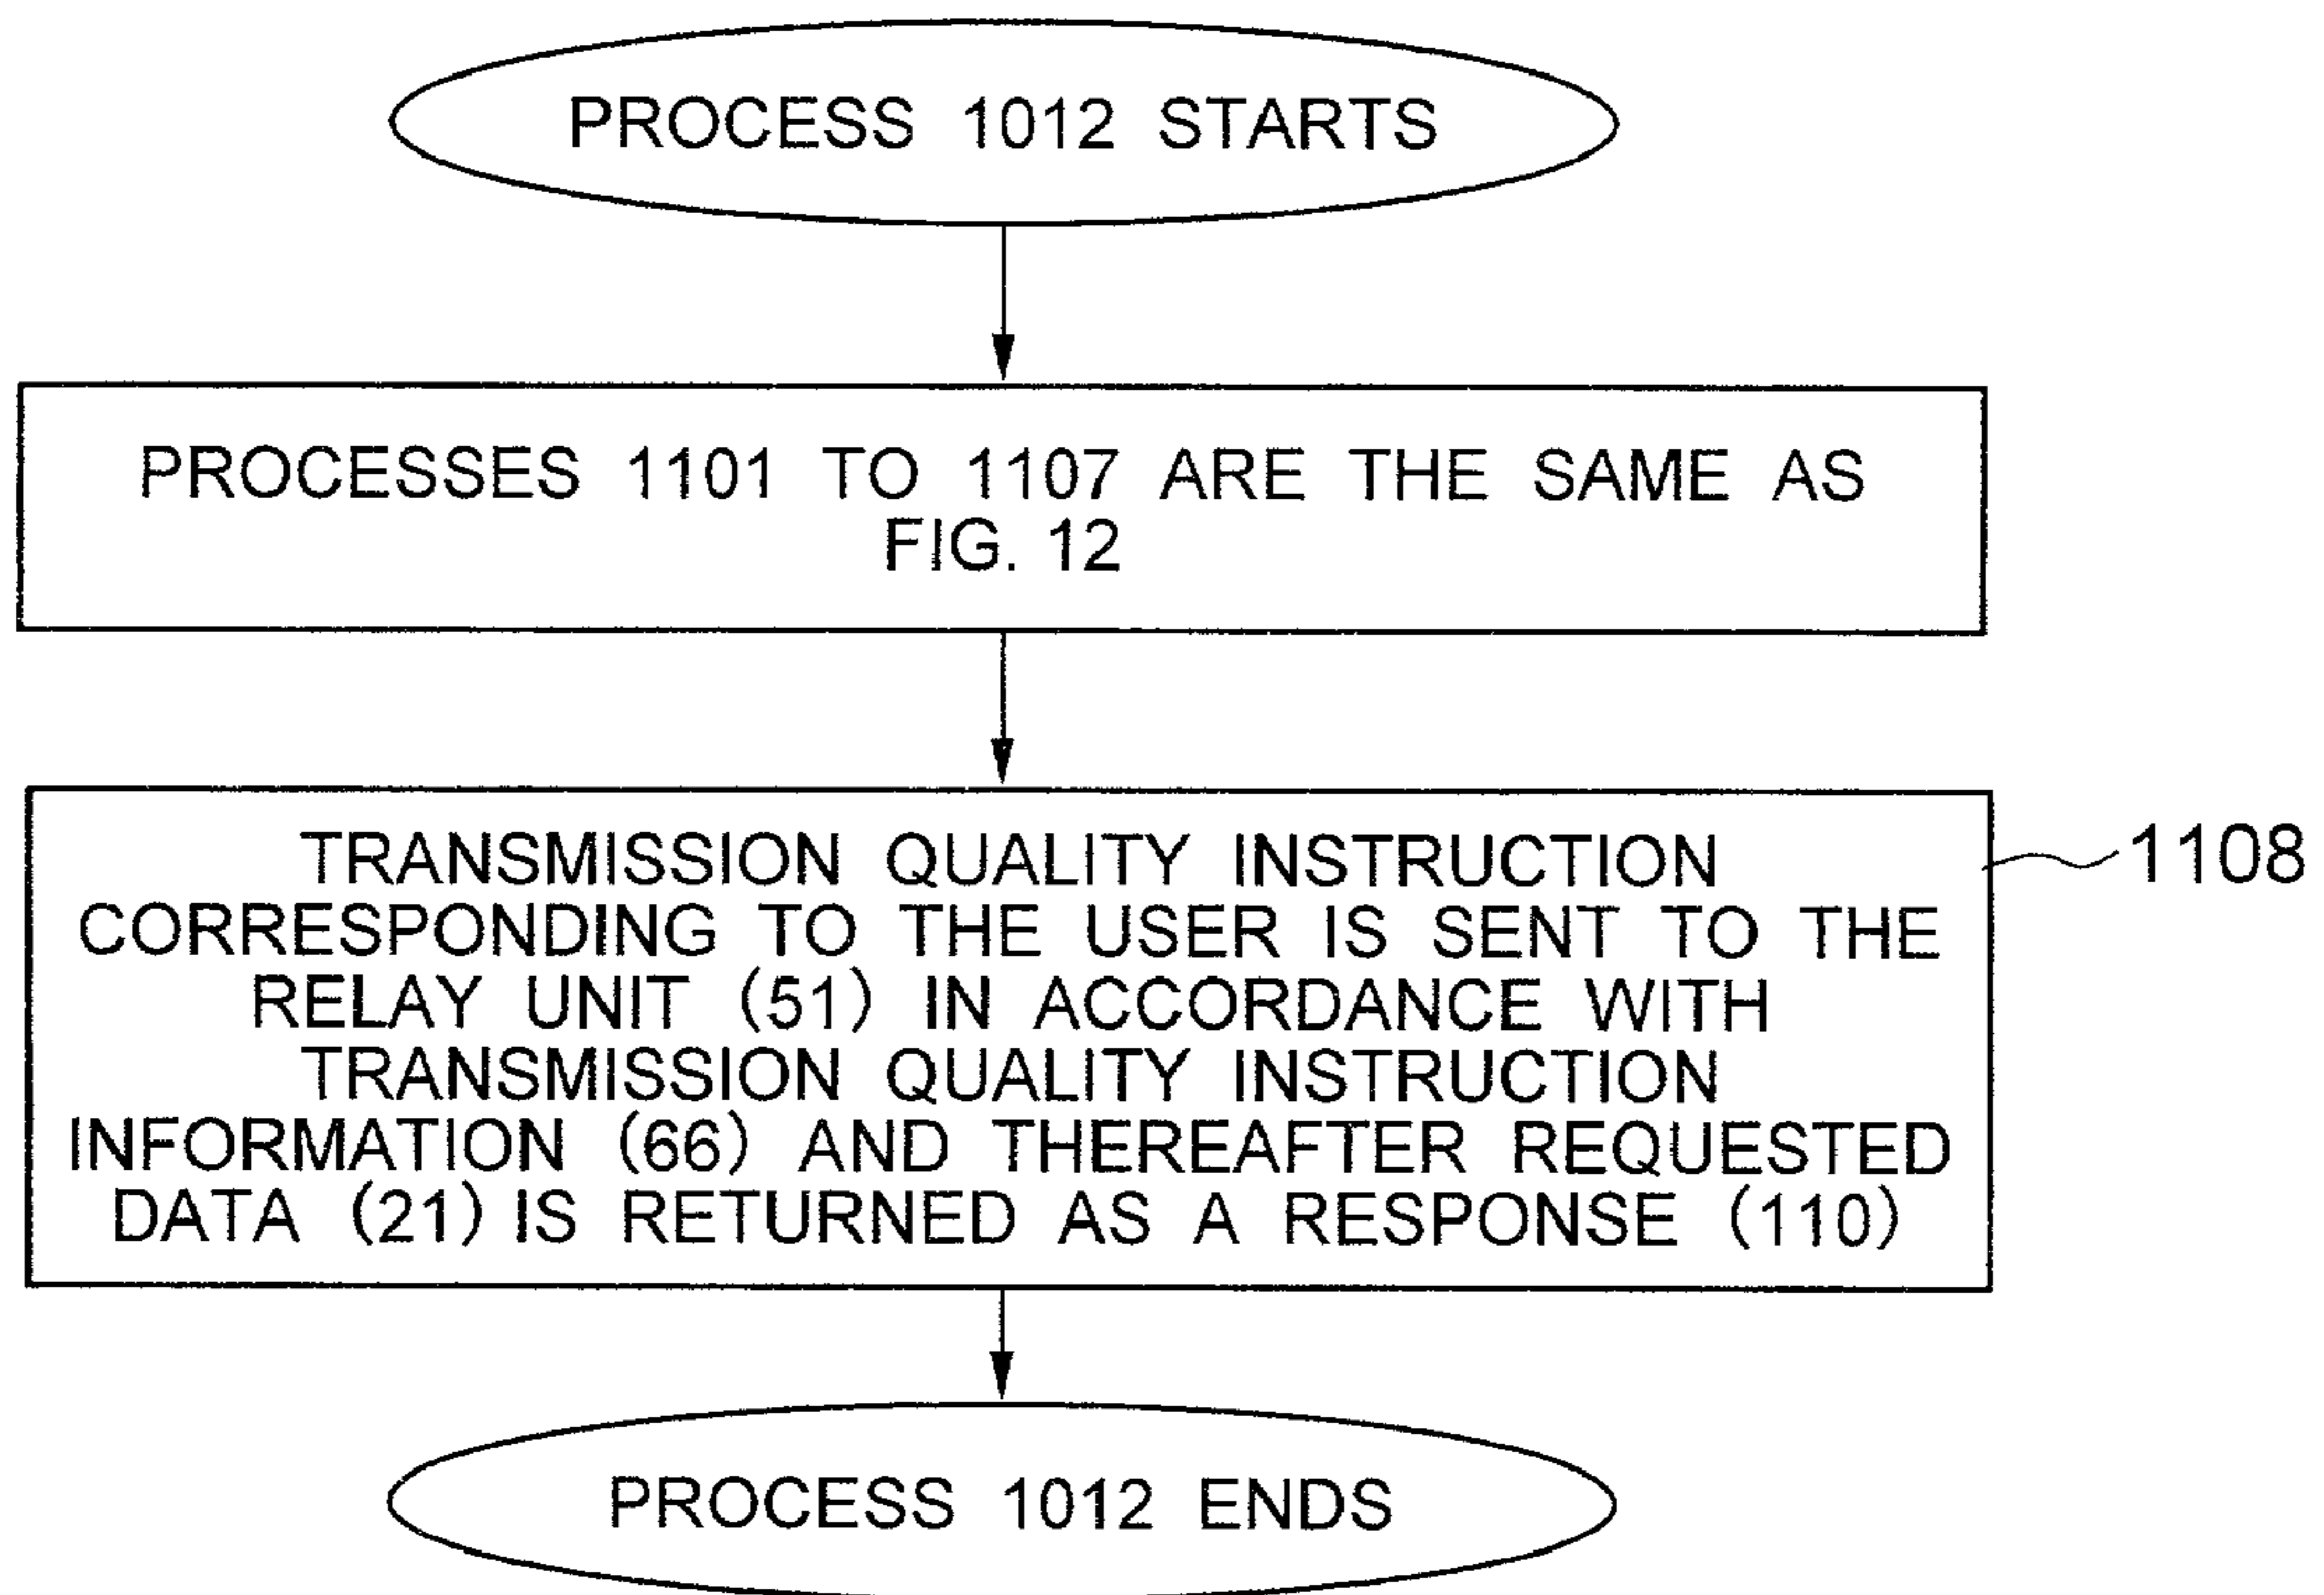 PROCESS 1012 STARTS
PROCESSES 1101 TO 1107 ARE THE SAME AS
FIG. 12
TRANSMISSION QUALITY INSTRUCTION
CORRESPONDING TO THE USER IS SENT TO THE
RELAY UNIT (51) IN ACCORDANCE WITH
TRANSMISSION QUALITY INSTRUCTION
INFORMATION (66) AND THEREAFTER REQUESTED
DATA (21) IS RETURNED AS A RESPONSE (110)
1108
PROCESS 1012 ENDS